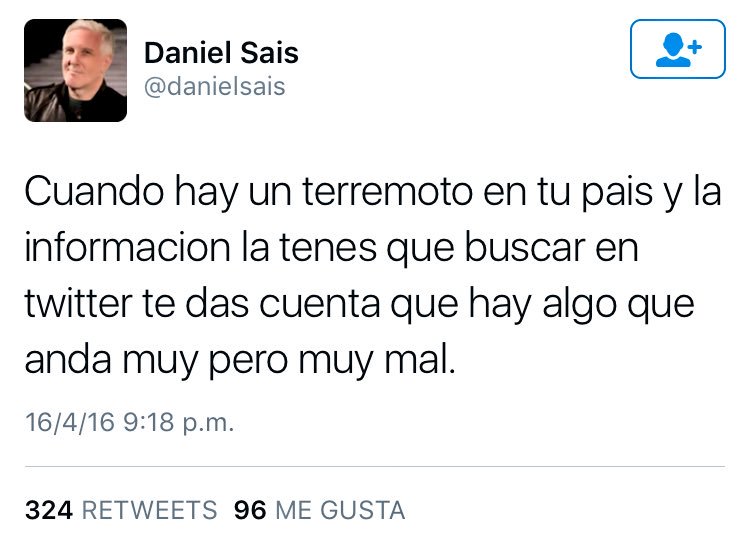 Daniel Sais
@danielsais
Cuando hay un terremoto en tu pais y la
informacion la tenes que buscar en
twitter te das cuenta que hay algo que
anda muy pero muy mal.
16/4/16 9:18 p.m.
324 RETWEETS 96 ME GUSTA